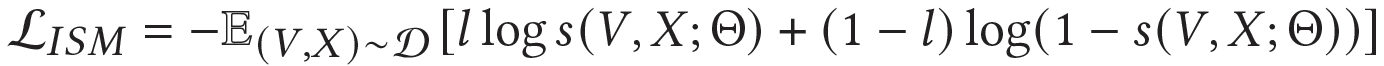 ℒ_{ISM} = −𝔼_{(V,X)∼𝒟} [l log s(V, X; Θ) + (1 − l) log(1 − s(V, X; Θ))]